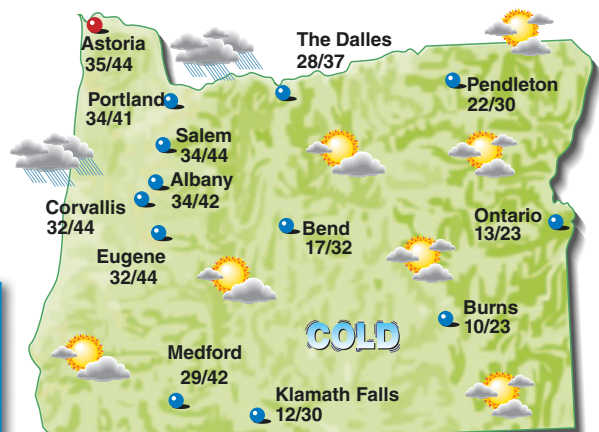 Astoria
35/44
The Dalles
28/37
Pendleton
22/30
Portland
34/41
Salem
34/44
Albany
34/42
Corvallis
32/44
Eugene
32/44
Bend
17/32
Ontario
13/23
Burns
10/23
COLD
Medford
29/42
Klamath Falls
12/30